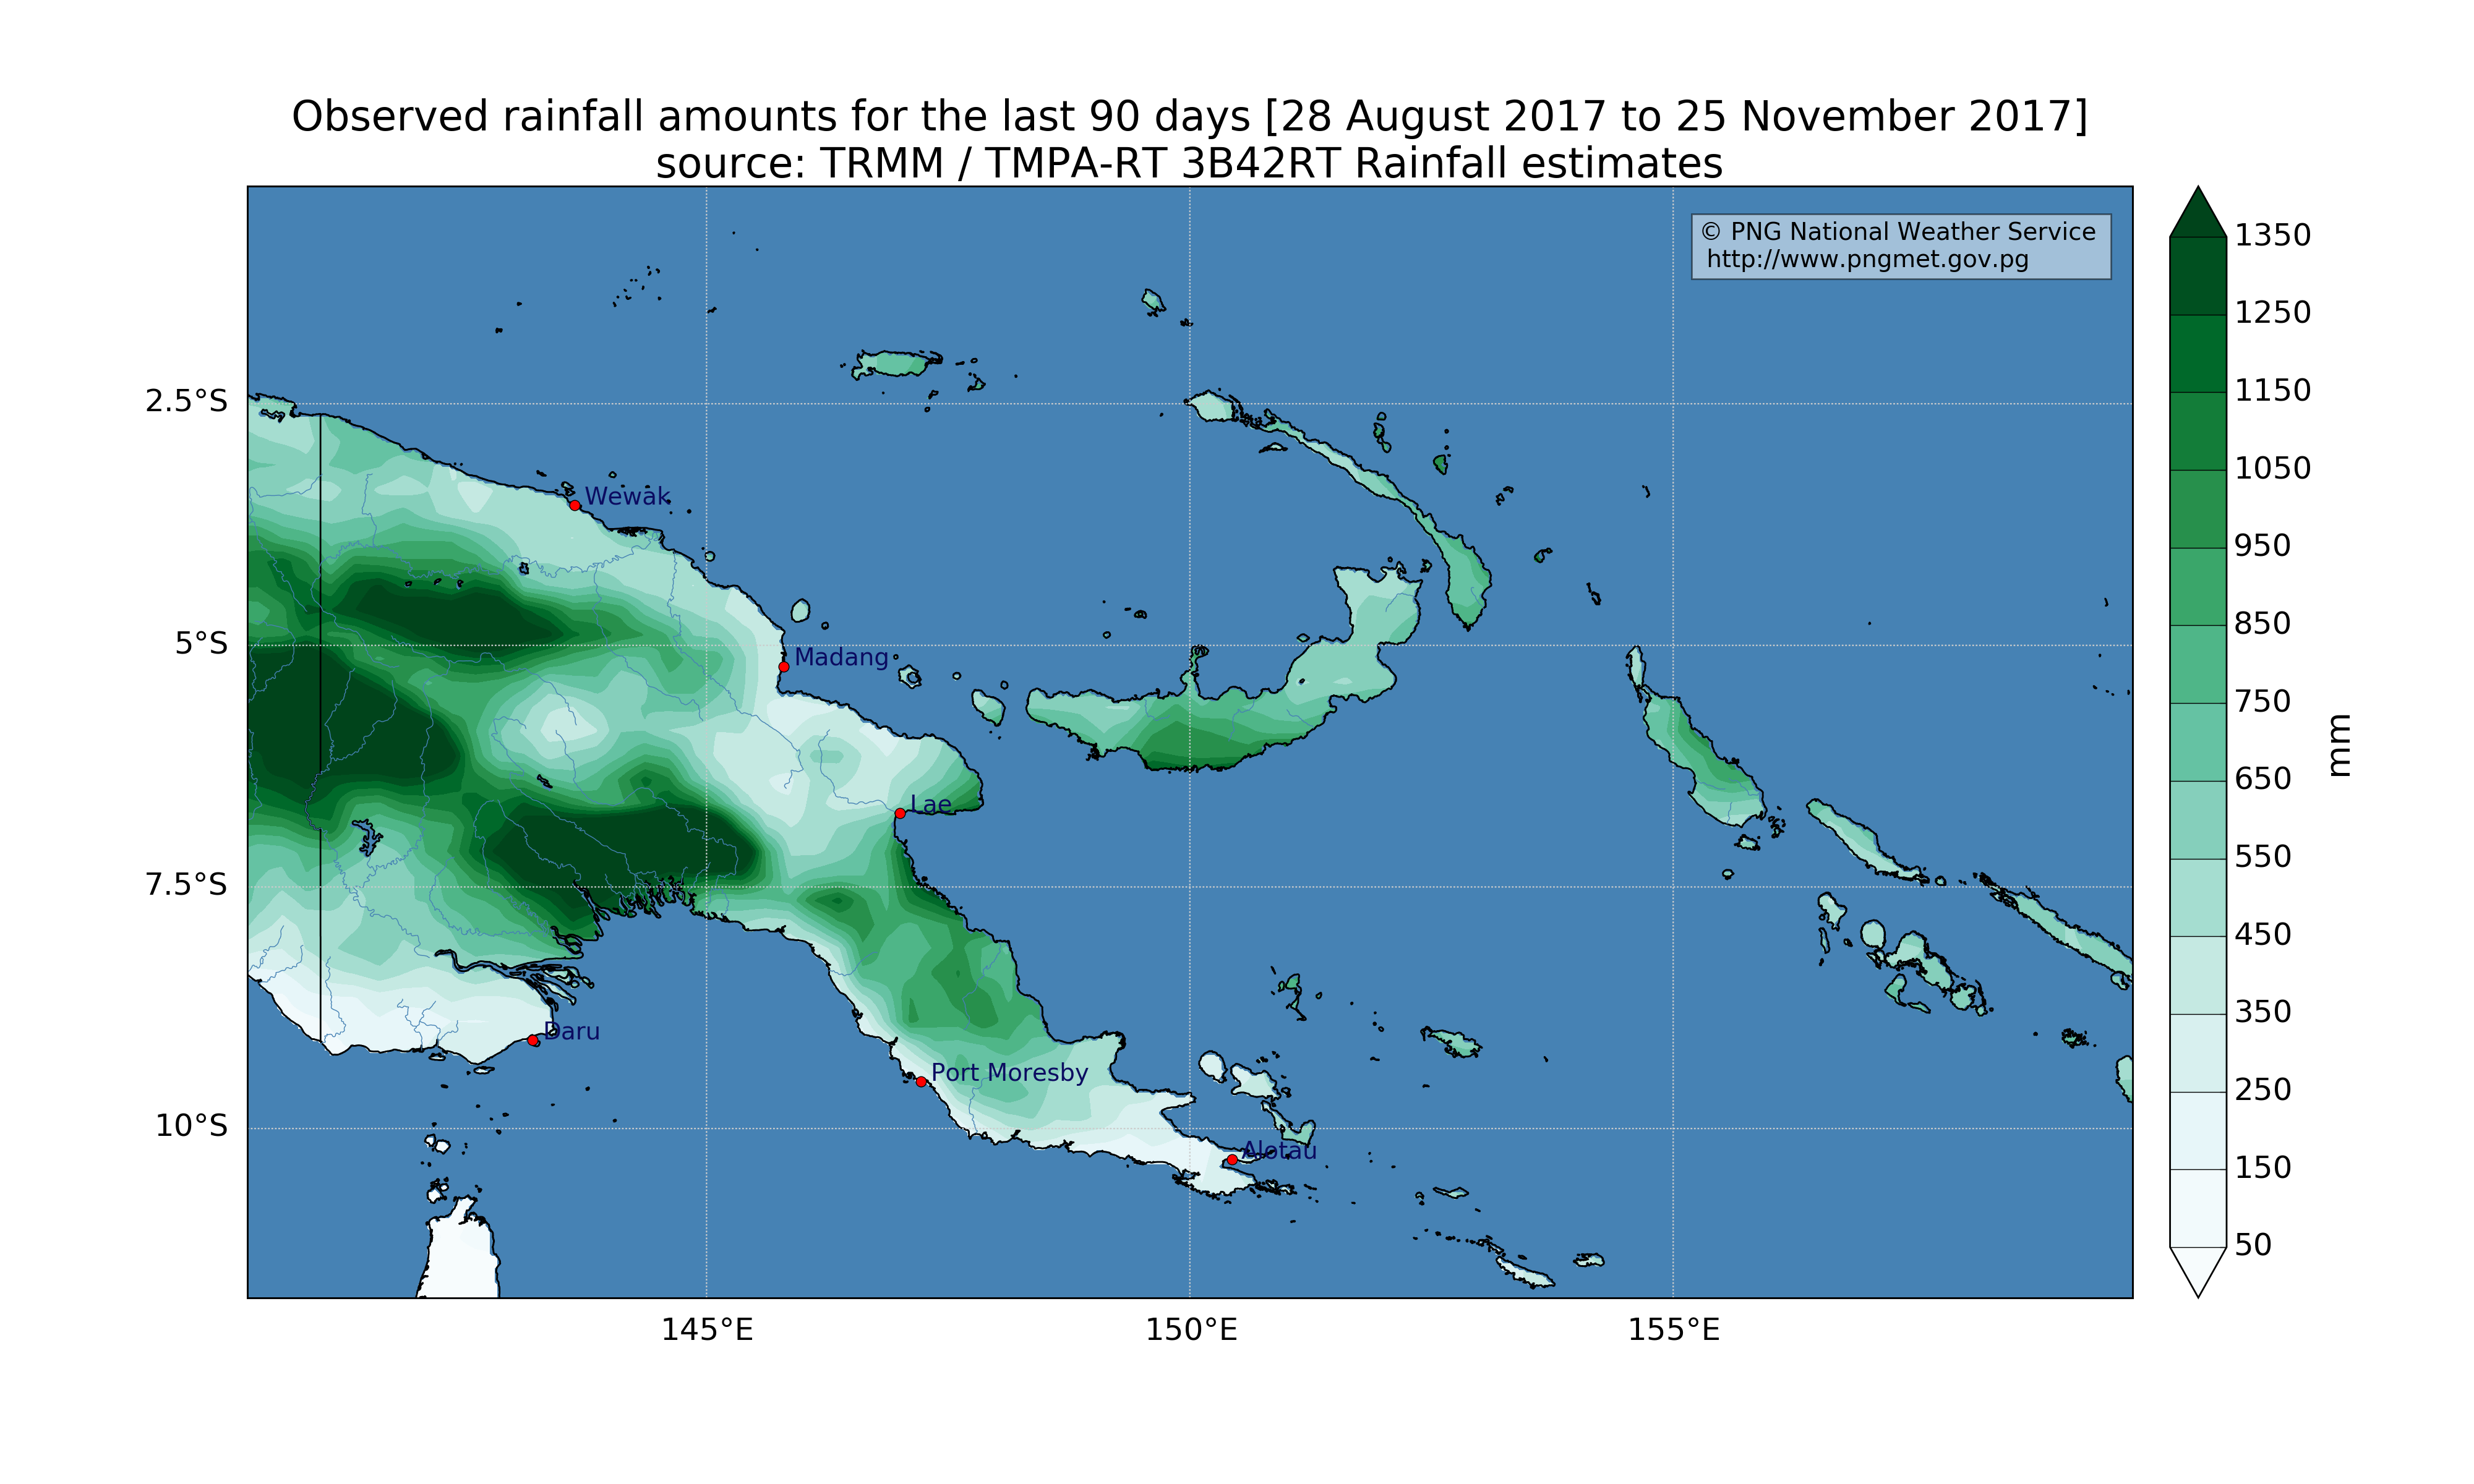 Observed rainfall amounts for the last 90 days [28 August 2017 to 25 November 2017]
source: TRMM / TMPA-RT 3B42RT Rainfall estimates
© PNG National Weather Service
http://www.pngmet.gov.pg
2.5°S
5°S
7.5°S
10°S
Wewak
Madang
Lae
Daru
Port Moresby
Alotau
145°E
150°E
155°E
1350
1250
1150
1050
950
850
750
650
550
450
350
250
150
50
mm